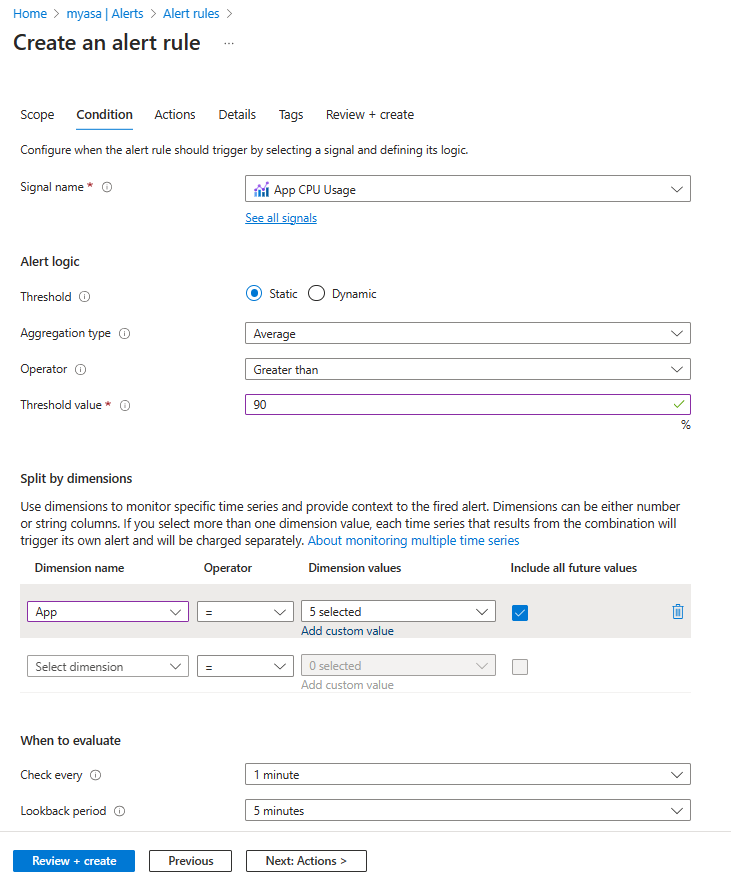 Home > myasa | Alerts > Alert rules >
Create an alert rule ...
Scope Condition Actions Details Tags Review + create
Configure when the alert rule should trigger by selecting a signal and defining its logic.
Signal name * App CPU Usage
See all signals
Alert logic
Threshold Static Dynamic
Aggregation type Average
Operator Greater than
Threshold value * 90
%
Split by dimensions
Use dimensions to monitor specific time series and provide context to the fired alert. Dimensions can be either number
or string columns. If you select more than one dimension value, each time series that results from the combination will
trigger its own alert and will be charged separately. About monitoring multiple time series
Dimension name Operator Dimension values Include all future values
App = 5 selected
Add custom value
Select dimension = 0 selected
Add custom value
When to evaluate
Check every 1 minute
Lookback period 5 minutes
Review + create Previous Next: Actions >